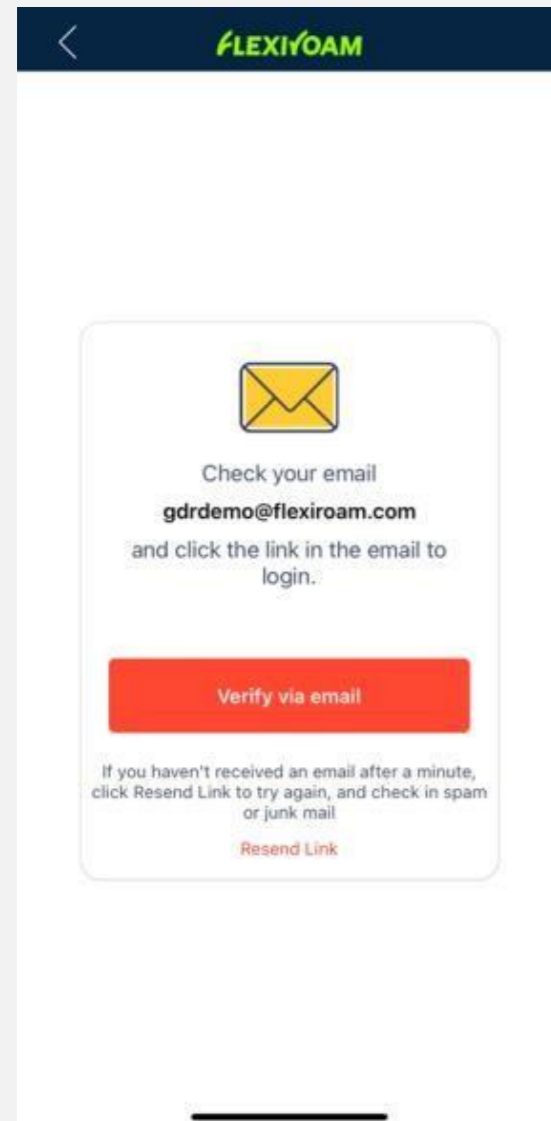 FLEXIROAM
Check your email
gdrdemo@flexiroam.com
and click the link in the email to
login.
Verify via email
If you haven't received an email after a minute,
click Resend Link to try again, and check in spam
or junk mail
Resend Link